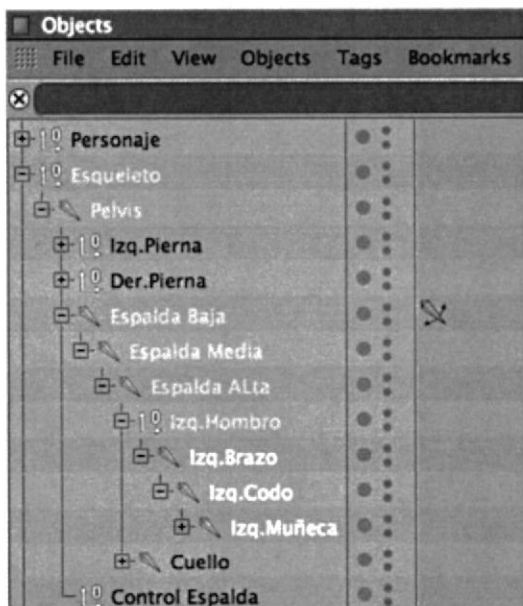 Objects
File Edit View Objects Tags Bookmarks
Personaje
Esqueleto
Pelvis
Izq.Pierna
Der.Pierna
Espalda Baja
Espalda Media
Espalda ALta
Izq.Hombro
Izq.Brazo
Izq.Codo
Izq.Muñeca
Cuello
Control Espalda